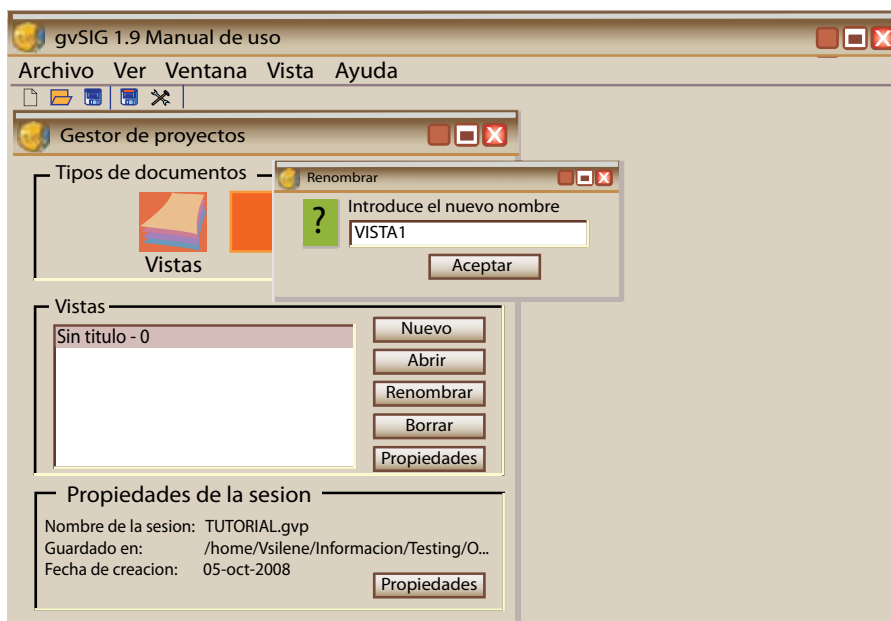 gvSIG 1.9 Manual de uso
Archivo Ver Ventana Vista Ayuda
Gestor de proyectos
Tipos de documentos
Vistas
Renombrar
?
Introduce el nuevo nombre
VISTA1
Aceptar
Vistas
Sin titulo - 0
Nuevo
Abrir
Renombrar
Borrar
Propiedades
Propiedades de la sesion
Nombre de la sesion: TUTORIAL.gvp
Guardado en: /home/Vsilene/Informacion/Testing/O...
Fecha de creacion: 05-oct-2008
Propiedades